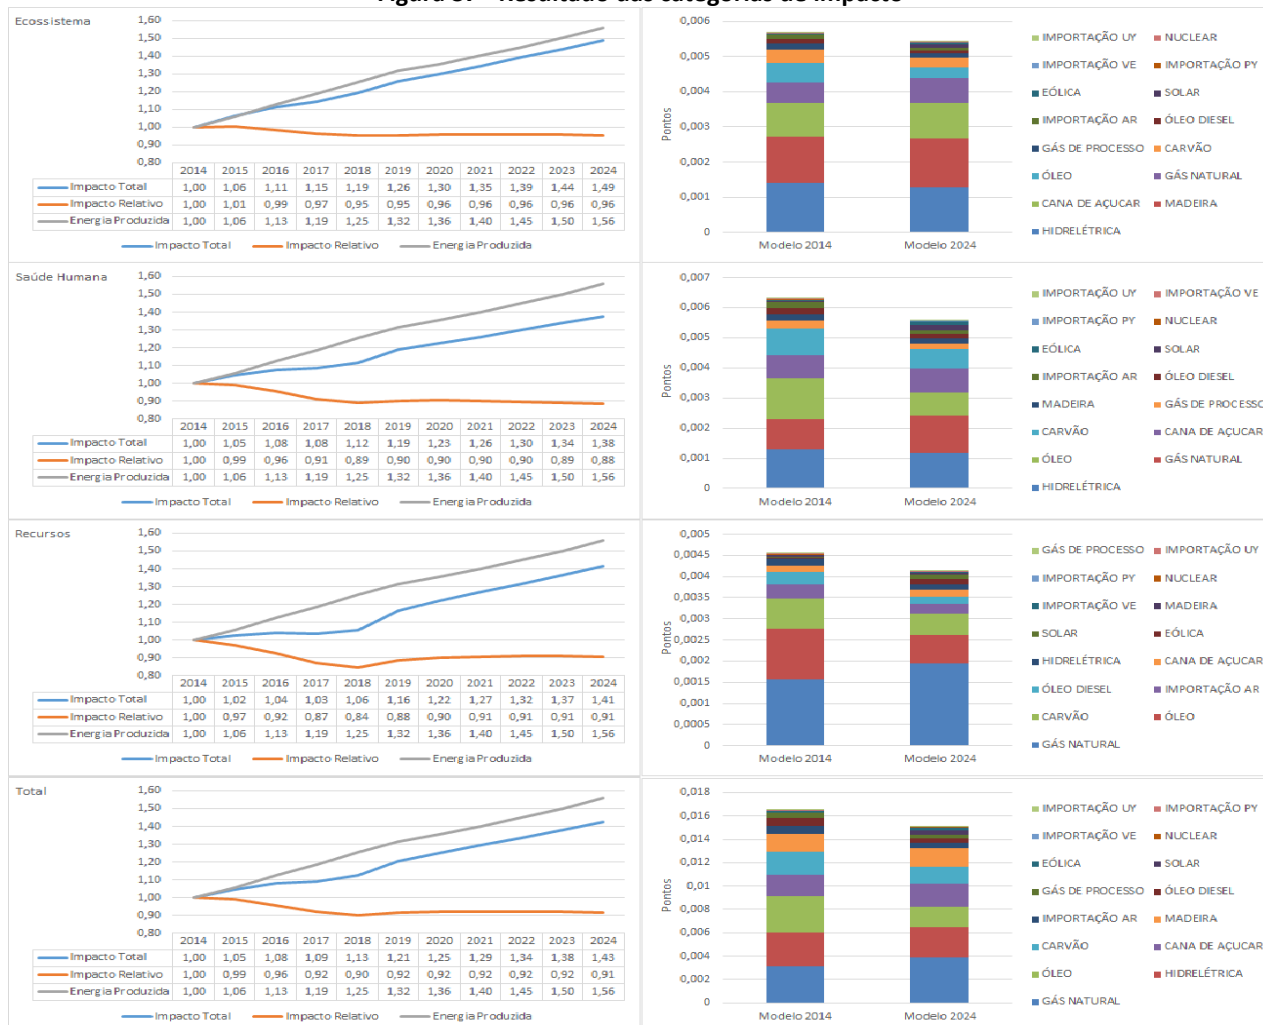 Figura 3. – Resultado das categorias de impacto
Ecossistema
1,60
1,50
1,40
1,30
1,20
1,10
1,00
0,90
0,80
2014 2015 2016 2017 2018 2019 2020 2021 2022 2023 2024
Impacto Total 1,00 1,06 1,11 1,15 1,19 1,26 1,30 1,35 1,39 1,44 1,49
Impacto Relativo 1,00 1,01 0,99 0,97 0,95 0,95 0,96 0,96 0,96 0,96 0,96
Energia Produzida 1,00 1,06 1,13 1,19 1,25 1,32 1,36 1,40 1,45 1,50 1,56
Impacto Total Impacto Relativo Energia Produzida
0,006
0,005
0,004
0,003
0,002
0,001
0
Pontos
Modelo 2014 Modelo 2024
IMPORTAÇÃO UY NUCLEAR
IMPORTAÇÃO VE IMPORTAÇÃO PY
EÓLICA SOLAR
IMPORTAÇÃO AR ÓLEO DIESEL
GÁS DE PROCESSO CARVÃO
ÓLEO GÁS NATURAL
CANA DE AÇUCAR MADEIRA
HIDRELÉTRICA
Saúde Humana
1,60
1,50
1,40
1,30
1,20
1,10
1,00
0,90
0,80
2014 2015 2016 2017 2018 2019 2020 2021 2022 2023 2024
Impacto Total 1,00 1,05 1,08 1,08 1,12 1,19 1,23 1,26 1,30 1,34 1,38
Impacto Relativo 1,00 0,99 0,96 0,91 0,89 0,90 0,90 0,90 0,90 0,89 0,88
Energia Produzida 1,00 1,06 1,13 1,19 1,25 1,32 1,36 1,40 1,45 1,50 1,56
Impacto Total Impacto Relativo Energia Produzida
0,007
0,006
0,005
0,004
0,003
0,002
0,001
0
Pontos
Modelo 2014 Modelo 2024
IMPORTAÇÃO UY IMPORTAÇÃO VE
IMPORTAÇÃO PY NUCLEAR
EÓLICA SOLAR
IMPORTAÇÃO AR ÓLEO DIESEL
MADEIRA GÁS DE PROCESSO
CARVÃO CANA DE AÇUCAR
ÓLEO GÁS NATURAL
HIDRELÉTRICA
Recursos
1,60
1,50
1,40
1,30
1,20
1,10
1,00
0,90
0,80
2014 2015 2016 2017 2018 2019 2020 2021 2022 2023 2024
Impacto Total 1,00 1,02 1,04 1,03 1,06 1,16 1,22 1,27 1,32 1,37 1,41
Impacto Relativo 1,00 0,97 0,92 0,87 0,84 0,88 0,90 0,91 0,91 0,91 0,91
Energia Produzida 1,00 1,06 1,13 1,19 1,25 1,32 1,36 1,40 1,45 1,50 1,56
Impacto Total Impacto Relativo Energia Produzida
0,005
0,0045
0,004
0,0035
0,003
0,0025
0,002
0,0015
0,001
0,0005
0
Pontos
Modelo 2014 Modelo 2024
GÁS DE PROCESSO IMPORTAÇÃO UY
IMPORTAÇÃO PY NUCLEAR
IMPORTAÇÃO VE MADEIRA
SOLAR EÓLICA
HIDRELÉTRICA CANA DE AÇUCAR
ÓLEO DIESEL IMPORTAÇÃO AR
CARVÃO ÓLEO
GÁS NATURAL
Total
1,60
1,50
1,40
1,30
1,20
1,10
1,00
0,90
0,80
2014 2015 2016 2017 2018 2019 2020 2021 2022 2023 2024
Impacto Total 1,00 1,05 1,08 1,09 1,13 1,21 1,25 1,29 1,34 1,38 1,43
Impacto Relativo 1,00 0,99 0,96 0,92 0,90 0,92 0,92 0,92 0,92 0,92 0,91
Energia Produzida 1,00 1,06 1,13 1,19 1,25 1,32 1,36 1,40 1,45 1,50 1,56
Impacto Total Impacto Relativo Energia Produzida
0,018
0,016
0,014
0,012
0,01
0,008
0,006
0,004
0,002
0
Pontos
Modelo 2014 Modelo 2024
IMPORTAÇÃO UY IMPORTAÇÃO PY
IMPORTAÇÃO VE NUCLEAR
EÓLICA SOLAR
GÁS DE PROCESSO ÓLEO DIESEL
IMPORTAÇÃO AR MADEIRA
CARVÃO CANA DE AÇUCAR
ÓLEO HIDRELÉTRICA
GÁS NATURAL